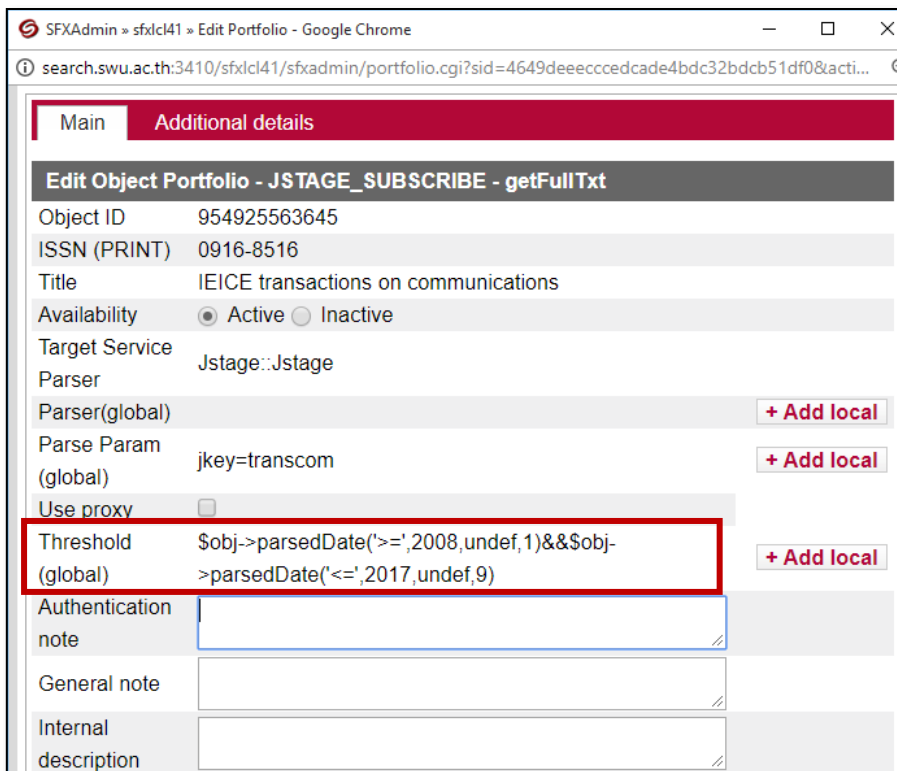 SFXAdmin » sfxlcl41 » Edit Portfolio - Google Chrome
search.swu.ac.th:3410/sfxlcl41/sfxadmin/portfolio.cgi?sid=4649deeecccedcade4bdc32bdcb51df0&acti...
Main Additional details
Edit Object Portfolio - JSTAGE_SUBSCRIBE - getFullTxt
Object ID 954925563645
ISSN (PRINT) 0916-8516
Title IEICE transactions on communications
Availability Active Inactive
Target Service
Parser
Jstage::Jstage
Parser(global) + Add local
Parse Param
(global)
jkey=transcom + Add local
Use proxy
Threshold
(global)
$obj->parsedDate('>=',2008,undef,1)&&$obj-
>parsedDate('<=',2017,undef,9)
+ Add local
Authentication
note
General note
Internal
description